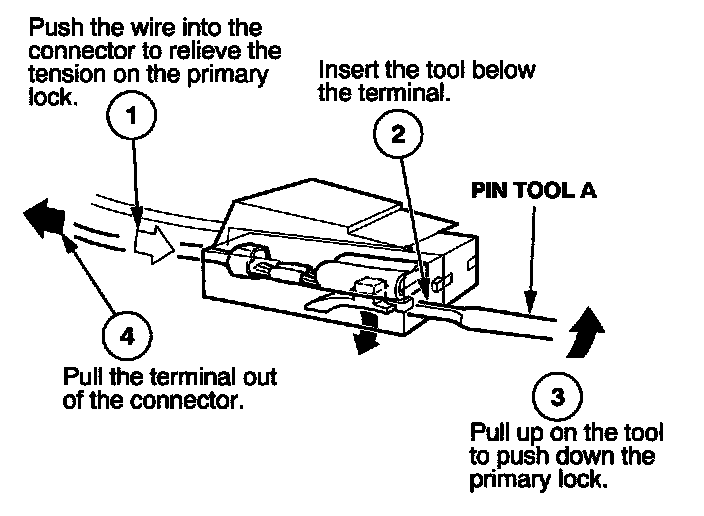 Push the wire into the
connector to relieve the
tension on the primary
lock.
1
Insert the tool below
the terminal.
2
PIN TOOL A
4
Pull the terminal out
of the connector.
3
Pull up on the tool
to push down the
primary lock.